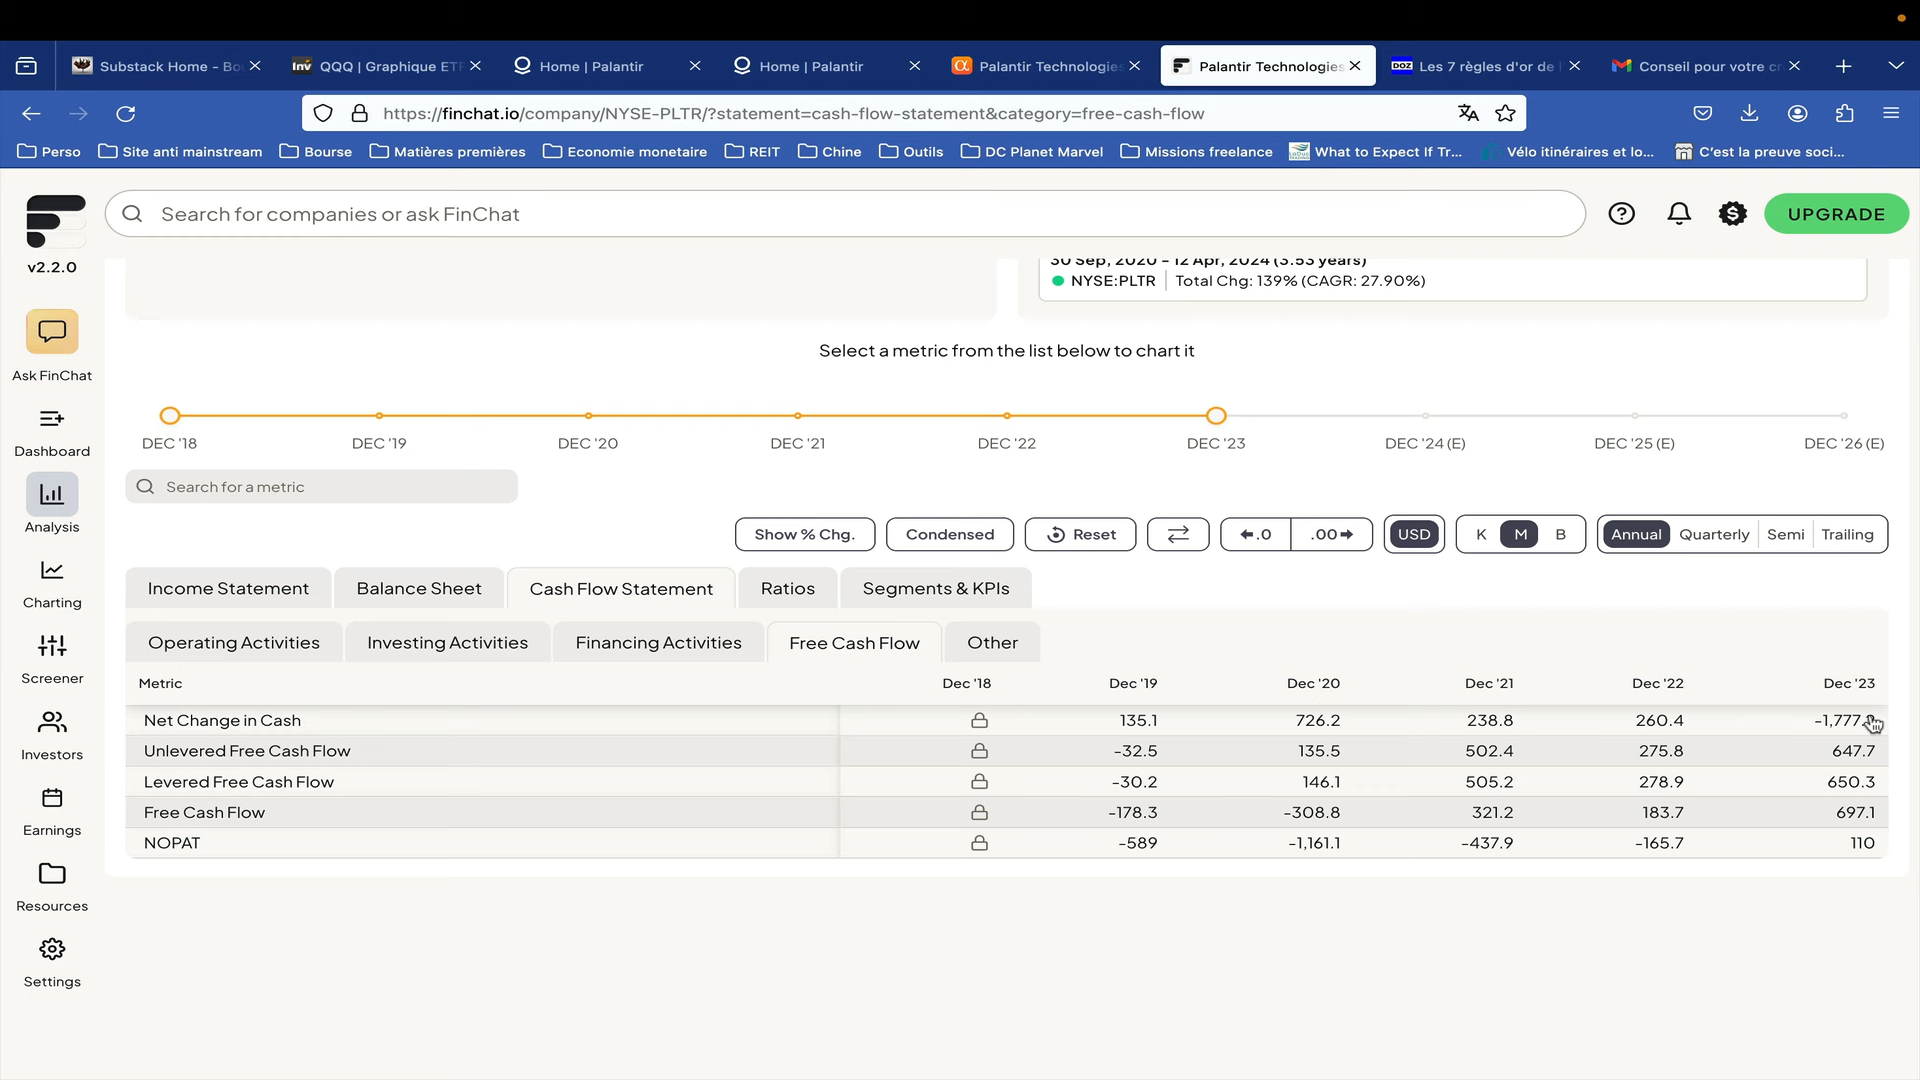 Substack Home - Bo
QQQ | Graphique ET
Home | Palantir
Home | Palantir
Palantir Technologies
Palantir Technologies
Les 7 règles d'or de
Conseil pour votre c
https://finchat.io/company/NYSE-PLTR/?statement=cash-flow-statement&category=free-cash-flow
Perso
Site anti mainstream
Bourse
Matières premières
Economie monetaire
REIT
Chine
Outils
DC Planet Marvel
Missions freelance
What to Expect If Tr...
Vélo itinéraires et lo...
C'est la preuve soci...
Search for companies or ask FinChat
UPGRADE
v2.2.0
Ask FinChat
Dashboard
Analysis
Charting
Screener
Investors
Earnings
Resources
Settings
30 Sep, 2020 - 12 Apr, 2024 (3.53 years)
NYSE:PLTR | Total Chg: 139% (CAGR: 27.90%)
Select a metric from the list below to chart it
DEC '18 DEC '19 DEC '20 DEC '21 DEC '22 DEC '23 DEC '24 (E) DEC '25 (E) DEC '26 (E)
Search for a metric
Show % Chg. Condensed Reset .0 .00 USD K M B Annual Quarterly Semi Trailing
Income Statement Balance Sheet Cash Flow Statement Ratios Segments & KPIs
Operating Activities Investing Activities Financing Activities Free Cash Flow Other
Metric Dec '18 Dec '19 Dec '20 Dec '21 Dec '22 Dec '23
Net Change in Cash 135.1 726.2 238.8 260.4
Unlevered Free Cash Flow -32.5 135.5 502.4 275.8 647.7
Levered Free Cash Flow -30.2 146.1 505.2 278.9 650.3
Free Cash Flow -178.3 -308.8 321.2 183.7 697.1
NOPAT -589 -1,161.1 -437.9 -165.7 110